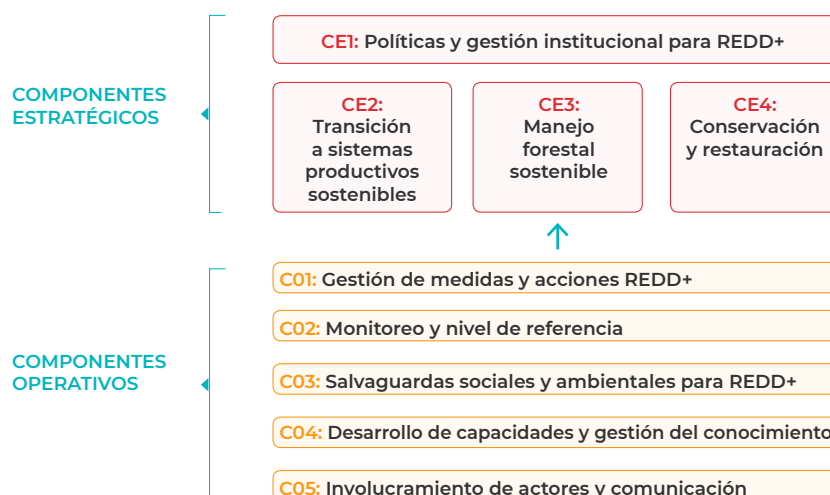 COMPONENTES
ESTRATÉGICOS
CE1: Políticas y gestión institucional para REDD+
CE2:
Transición
a sistemas
productivos
sostenibles
CE3:
Manejo
forestal
sostenible
CE4:
Conservación
y restauración
COMPONENTES
OPERATIVOS
C01: Gestión de medidas y acciones REDD+
C02: Monitoreo y nivel de referencia
C03: Salvaguardas sociales y ambientales para REDD+
C04: Desarrollo de capacidades y gestión del conocimiento
C05: Involucramiento de actores y comunicación